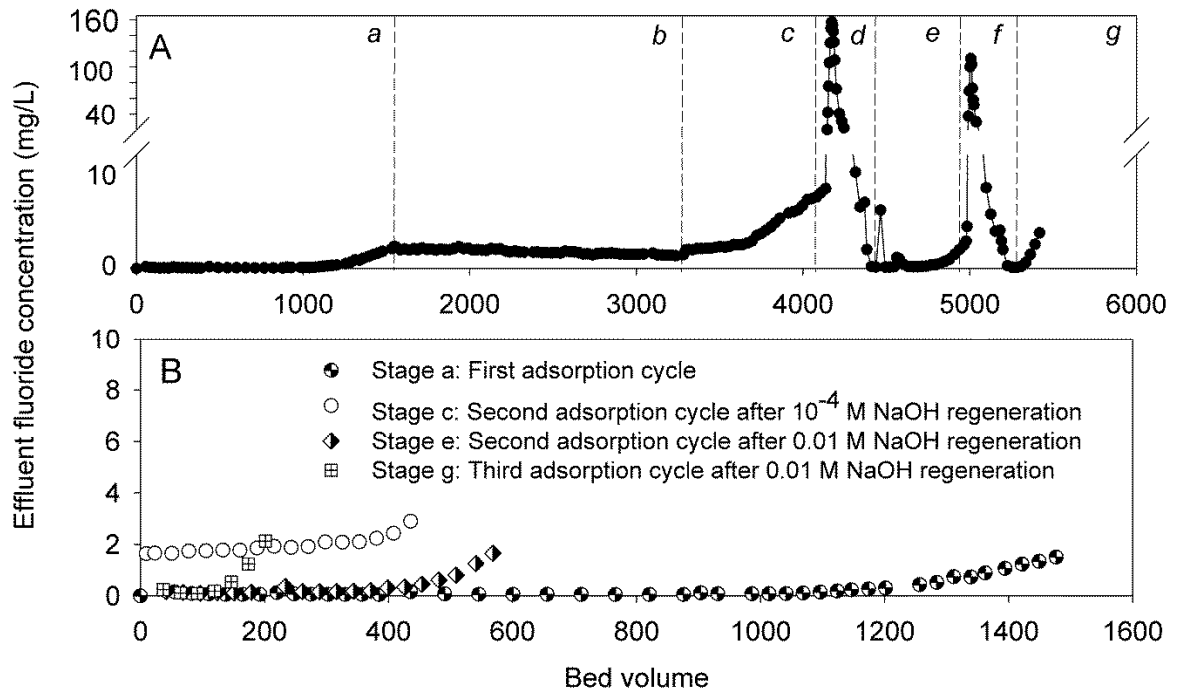 160
100
40
10
0
A
a
b
c
d
e
f
g
0 1000 2000 3000 4000 5000 6000
Effluent fluoride concentration (mg/L)
10
8
6
4
2
0
B
Stage a: First adsorption cycle
Stage c: Second adsorption cycle after 10⁻⁴ M NaOH regeneration
Stage e: Second adsorption cycle after 0.01 M NaOH regeneration
Stage g: Third adsorption cycle after 0.01 M NaOH regeneration
0 200 400 600 800 1000 1200 1400 1600
Bed volume